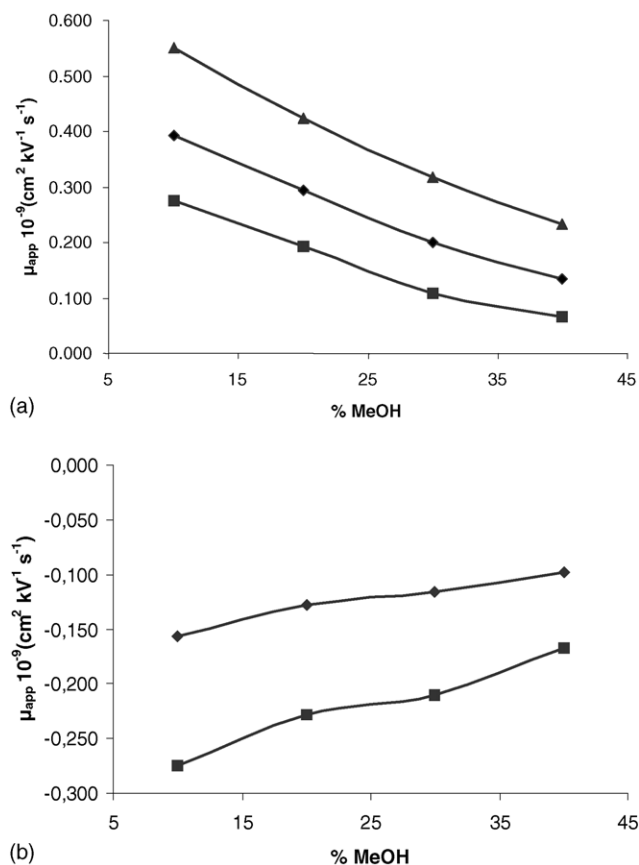 0.600
0.500
0.400
0.300
0.200
0.100
0.000
µapp 10⁻⁹(cm² kV⁻¹ s⁻¹)
5 15 25 35 45
(a) % MeOH
0,000
-0,050
-0,100
-0,150
-0,200
-0,250
-0,300
µapp 10⁻⁹(cm² kV⁻¹ s⁻¹)
5 15 25 35 45
(b) % MeOH